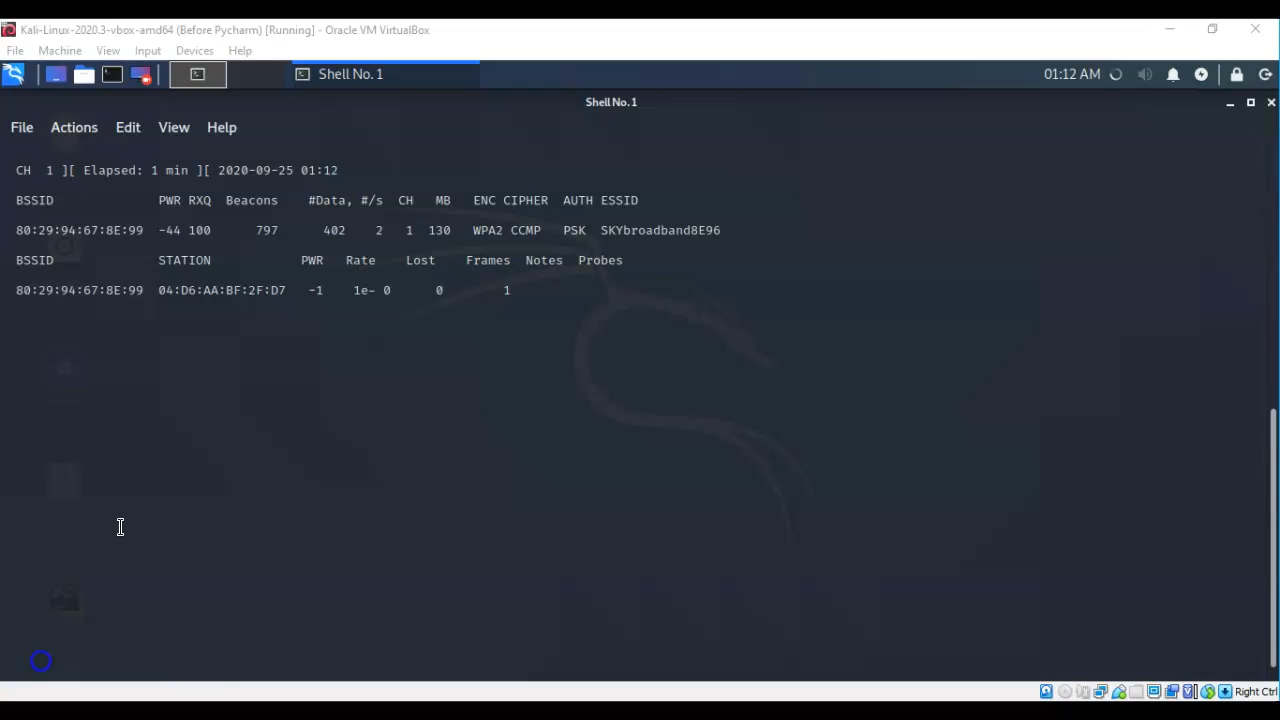 Kali-Linux-2020.3-vbox-amd64 (Before Pycharm) [Running] - Oracle VM VirtualBox
File Machine View Input Devices Help
Shell No. 1 01:12 AM
Shell No. 1
File Actions Edit View Help
CH 1 ][ Elapsed: 1 min ][ 2020-09-25 01:12
BSSID PWR RXQ Beacons #Data, #/s CH MB ENC CIPHER AUTH ESSID
80:29:94:67:8E:99 -44 100 797 402 2 1 130 WPA2 CCMP PSK SKYbroadband8E96
BSSID STATION PWR Rate Lost Frames Notes Probes
80:29:94:67:8E:99 04:D6:AA:BF:2F:D7 -1 1e- 0 0 1
Right Ctrl